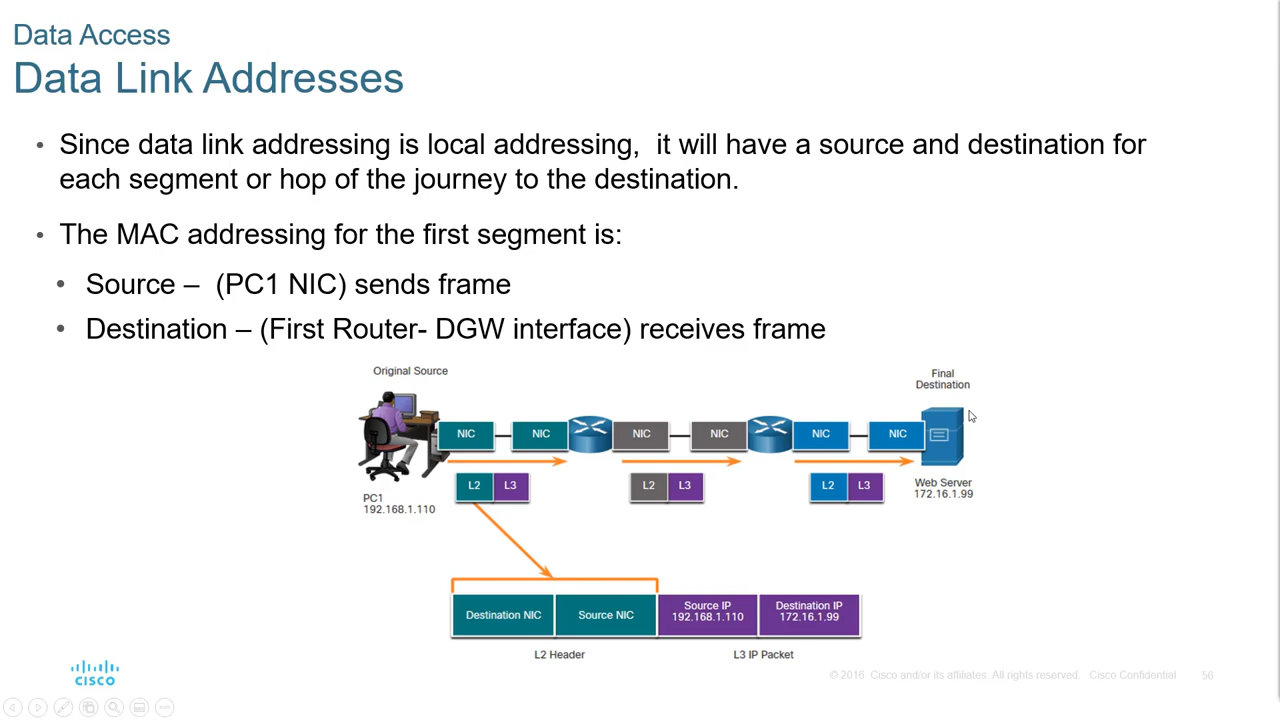 Data Access
Data Link Addresses
• Since data link addressing is local addressing,  it will have a source and destination for
each segment or hop of the journey to the destination.
• The MAC addressing for the first segment is:
• Source –  (PC1 NIC) sends frame
• Destination – (First Router- DGW interface) receives frame
Original Source
Final
Destination
NIC NIC NIC NIC NIC NIC
L2 L3 L2 L3 L2 L3
PC1
192.168.1.110
Web Server
172.16.1.99
Destination NIC
Source NIC
Source IP
192.168.1.110
Destination IP
172.16.1.99
L2 Header
L3 IP Packet
CISCO
© 2016  Cisco and/or its affiliates. All rights reserved   Cisco Confidential
56